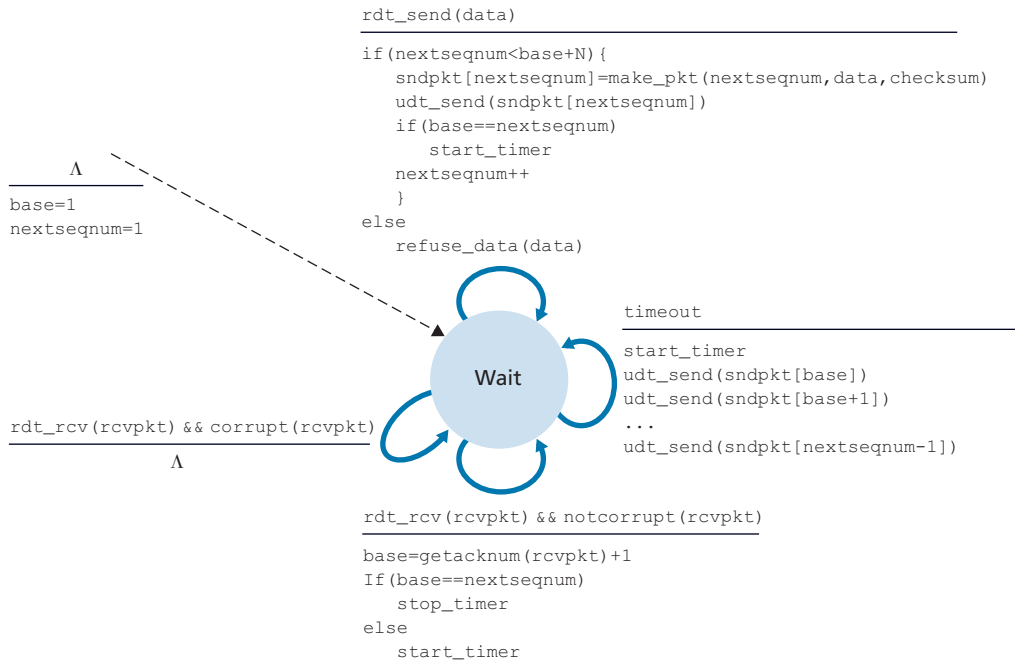 rdt_send(data)
if(nextseqnum<base+N){
sndpkt[nextseqnum]=make_pkt(nextseqnum,data,checksum)
udt_send(sndpkt[nextseqnum])
if(base==nextseqnum)
start_timer
nextseqnum++
}
else
refuse_data(data)
Λ
base=1
nextseqnum=1
timeout
start_timer
udt_send(sndpkt[base])
udt_send(sndpkt[base+1])
...
udt_send(sndpkt[nextseqnum-1])
Wait
rdt_rcv(rcvpkt) && corrupt(rcvpkt)
Λ
rdt_rcv(rcvpkt) && notcorrupt(rcvpkt)
base=getacknum(rcvpkt)+1
If(base==nextseqnum)
stop_timer
else
start_timer